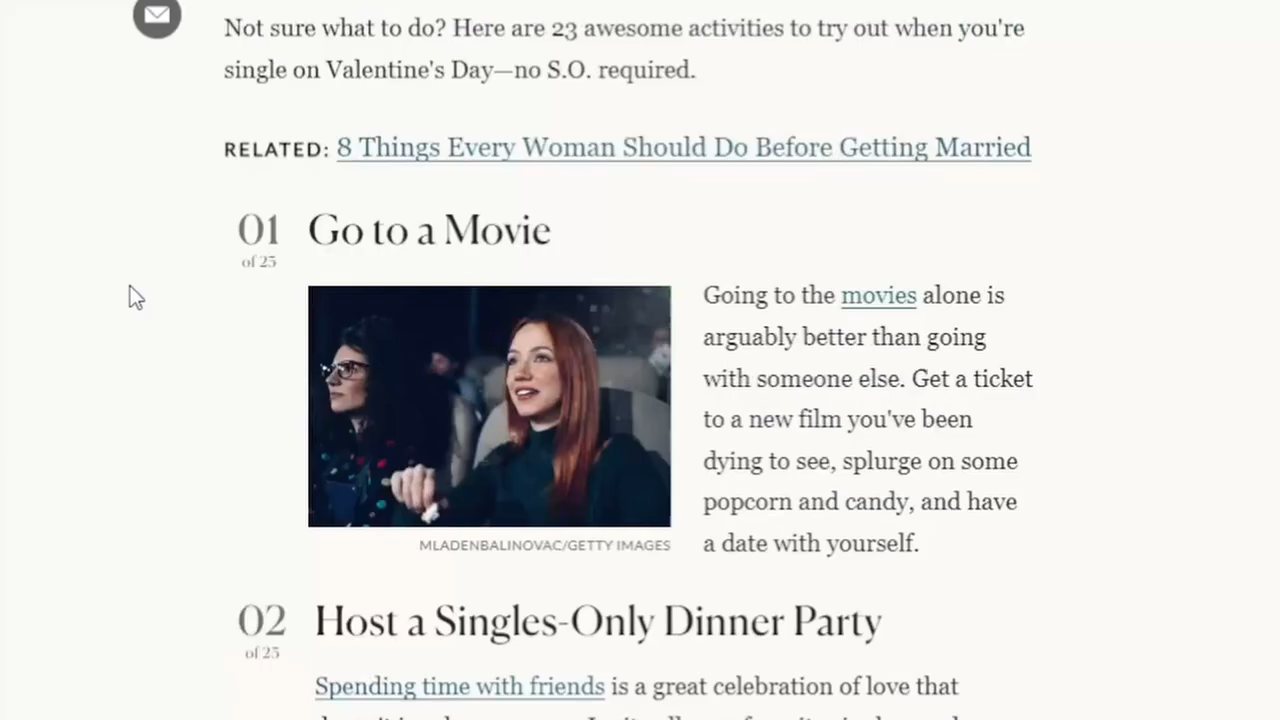 Not sure what to do? Here are 23 awesome activities to try out when you're
single on Valentine's Day—no S.O. required.
RELATED: 8 Things Every Woman Should Do Before Getting Married
01 Go to a Movie
of 23
Going to the movies alone is
arguably better than going
with someone else. Get a ticket
to a new film you've been
dying to see, splurge on some
popcorn and candy, and have
a date with yourself.
MLADENBALINOVAC/GETTY IMAGES
02 Host a Singles-Only Dinner Party
of 23
Spending time with friends is a great celebration of love that